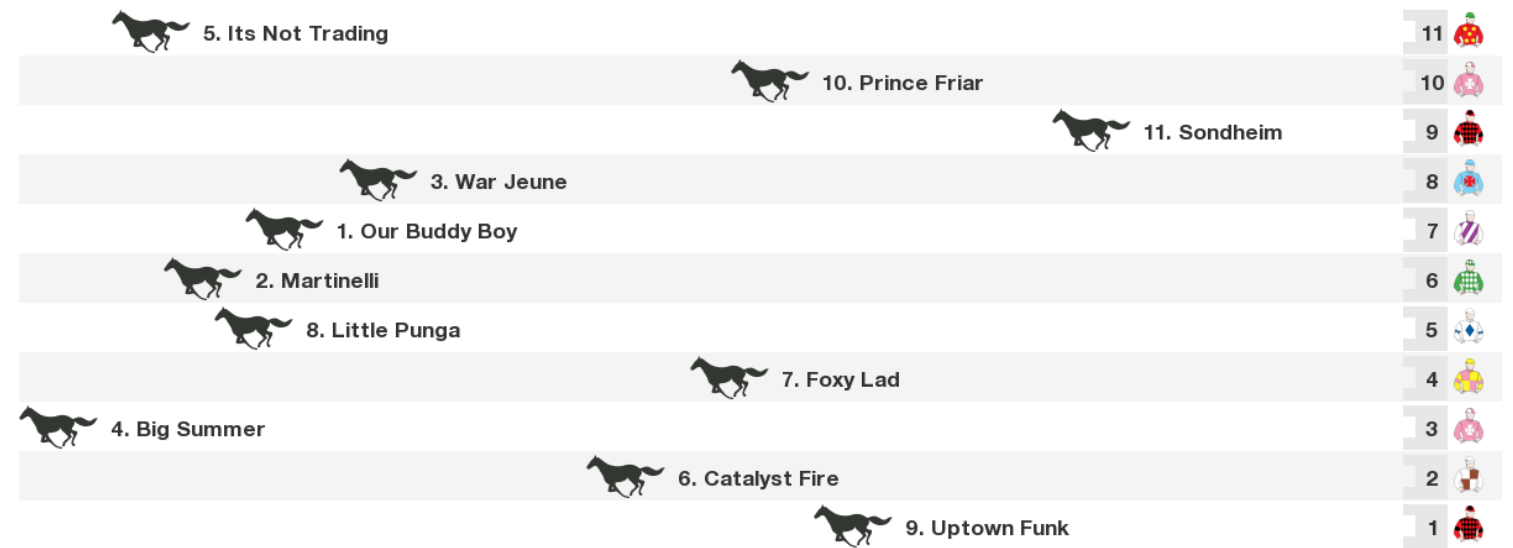 5. Its Not Trading 11
10. Prince Friar 10
11. Sondheim 9
3. War Jeune 8
1. Our Buddy Boy 7
2. Martinelli 6
8. Little Punga 5
7. Foxy Lad 4
4. Big Summer 3
6. Catalyst Fire 2
9. Uptown Funk 1